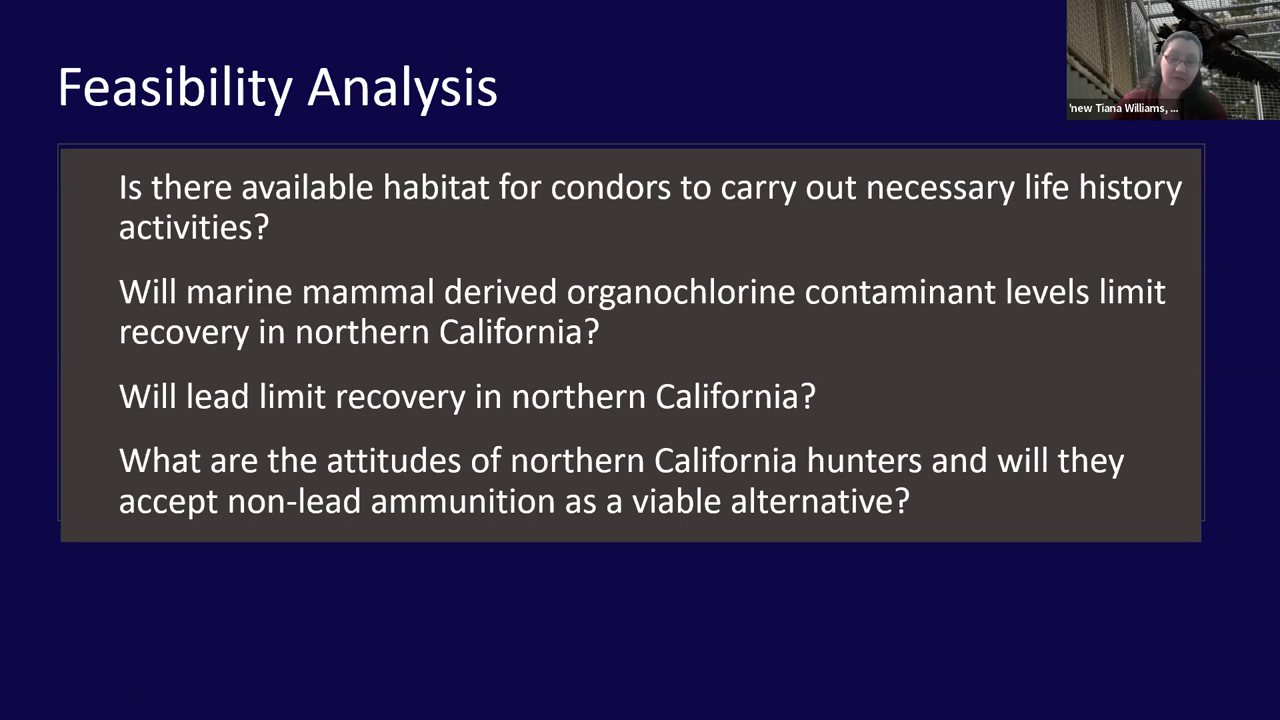 Feasibility Analysis
'new Tiana Williams, ...
Is there available habitat for condors to carry out necessary life history
activities?
Will marine mammal derived organochlorine contaminant levels limit
recovery in northern California?
Will lead limit recovery in northern California?
What are the attitudes of northern California hunters and will they
accept non-lead ammunition as a viable alternative?